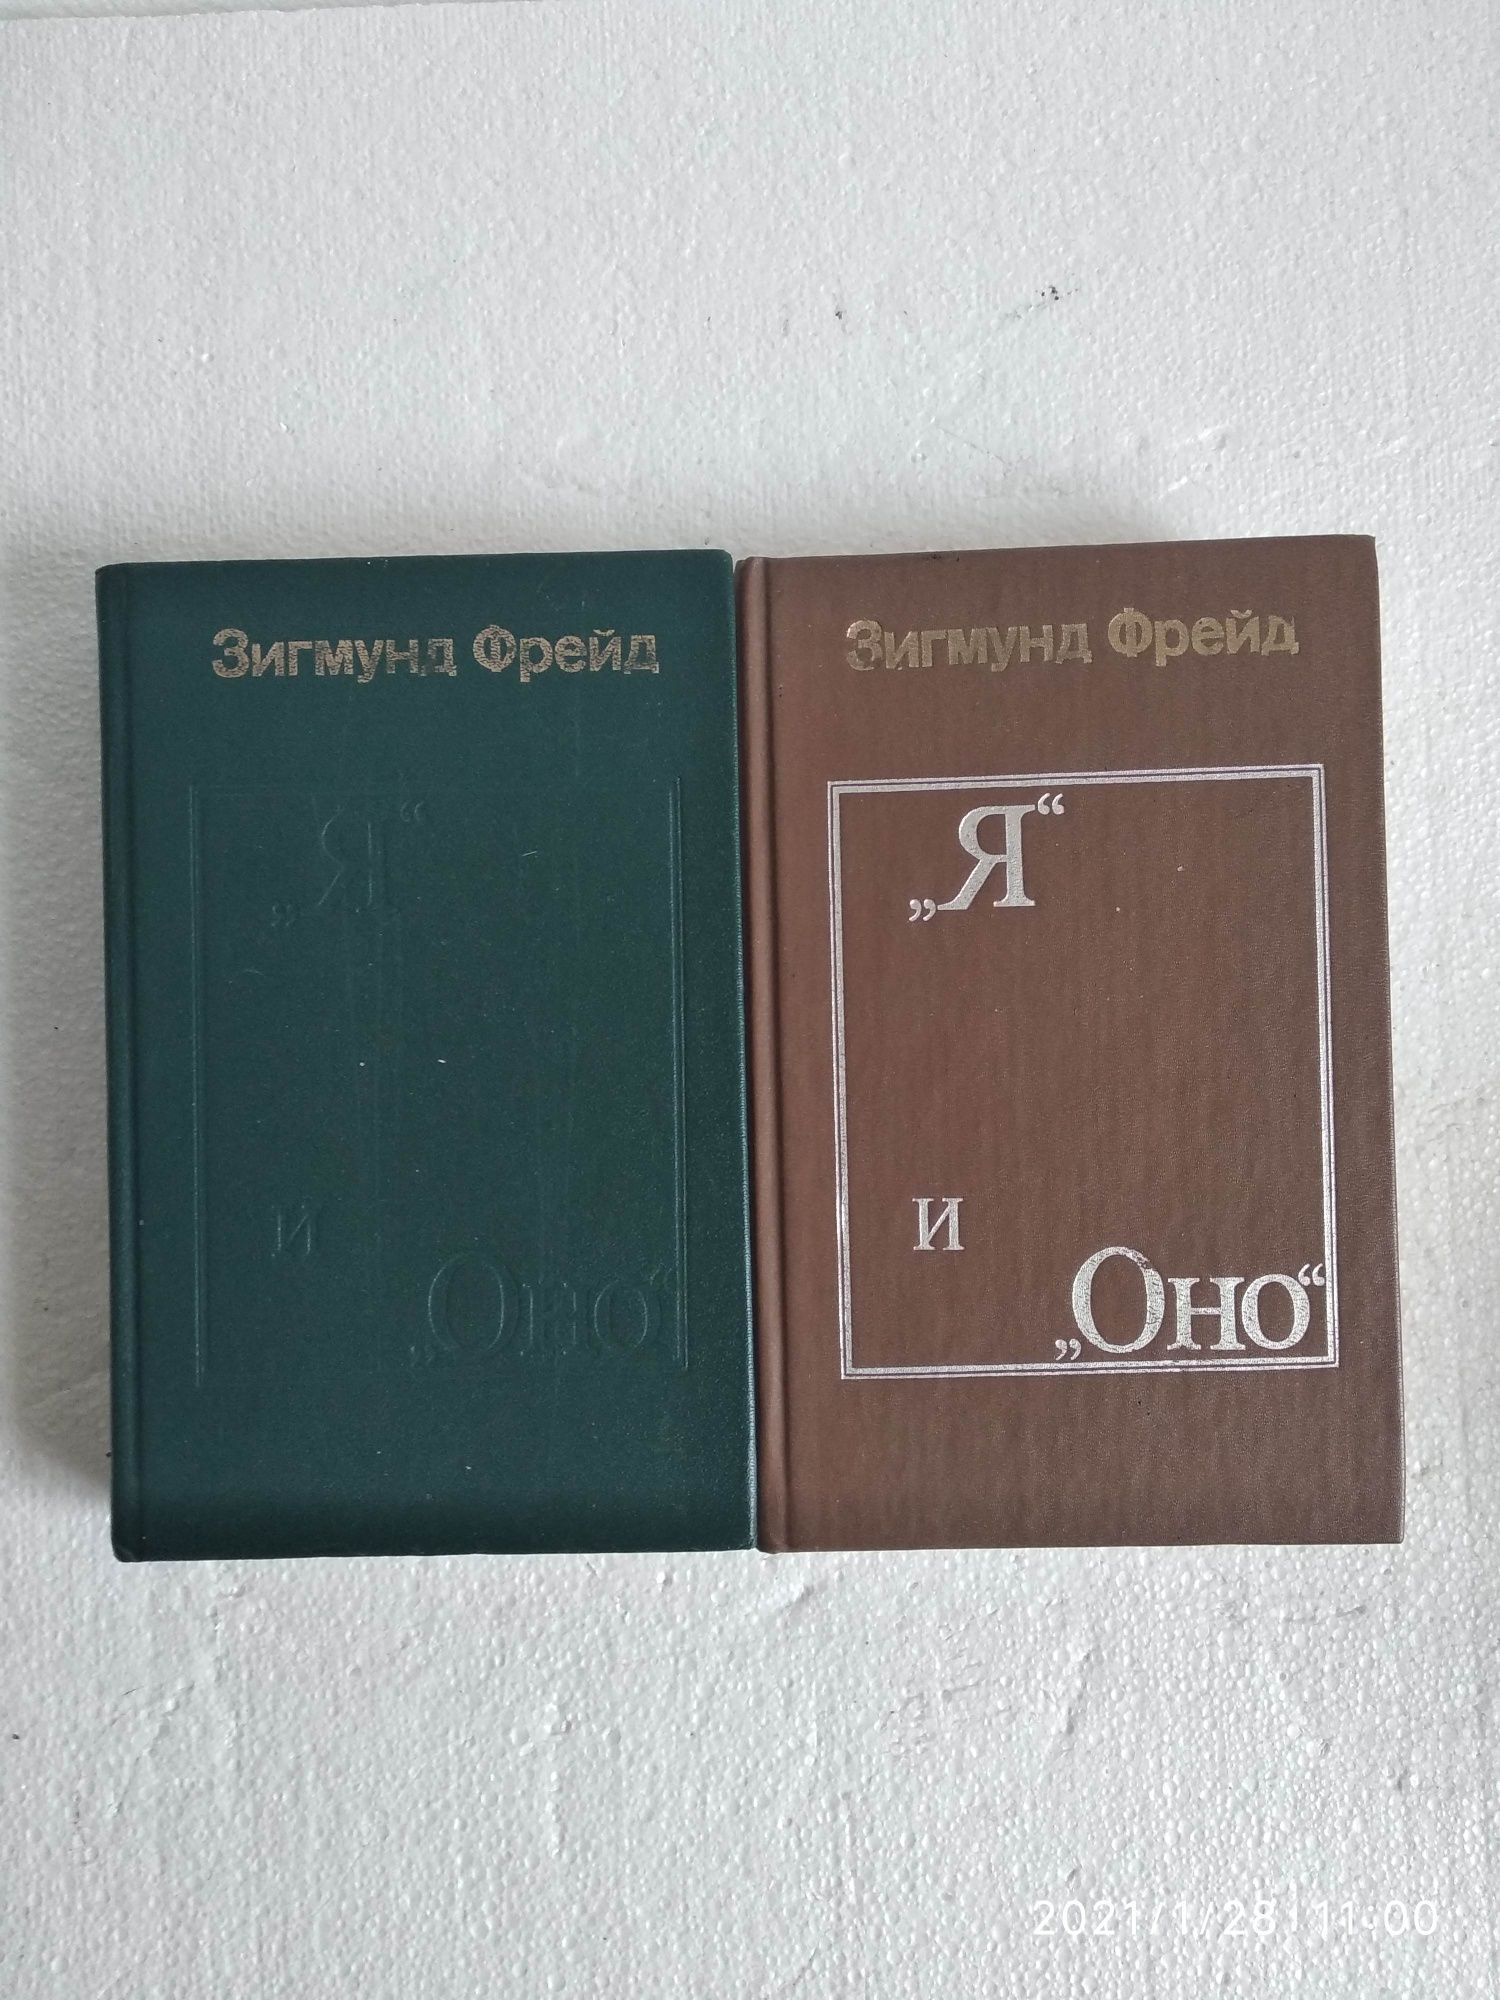 Зигмунд Фрейд
„Я“
и
„Оно“
Зигмунд Фрейд
„Я“
и
„Оно“
2021/1/28 11:00